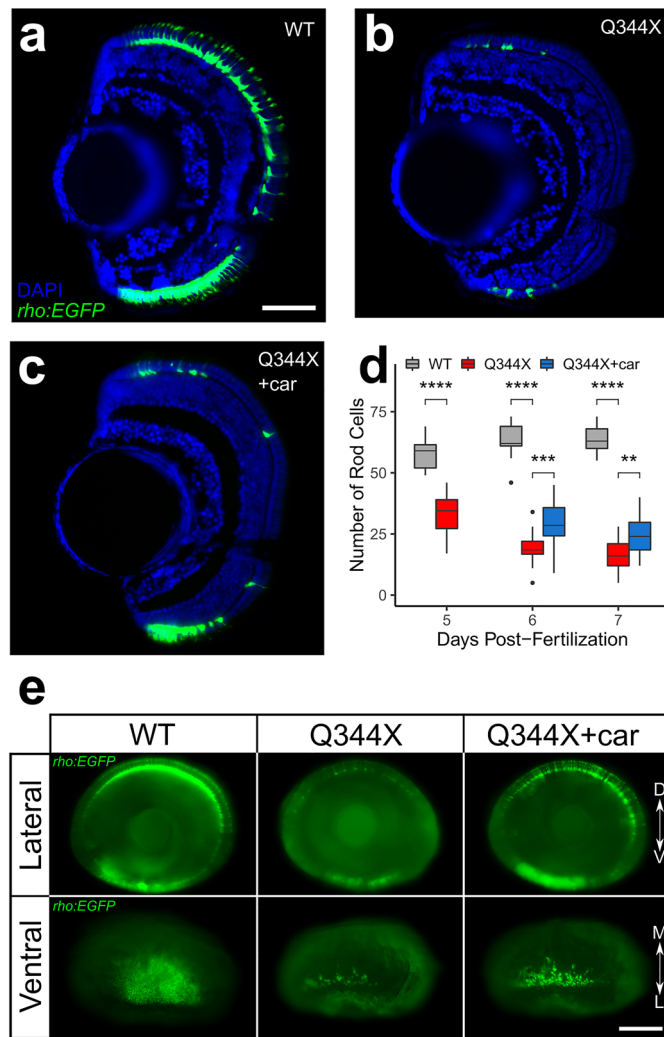 a
WT
DAPI
rho:EGFP
b
Q344X
c
Q344X
+car
d
WT Q344X Q344X+car
**** **** ****
*** **
75
50
25
0
Number of Rod Cells
5 6 7
Days Post−Fertilization
e
WT Q344X Q344X+car
Lateral
rho:EGFP
D
V
Ventral
rho:EGFP
M
L